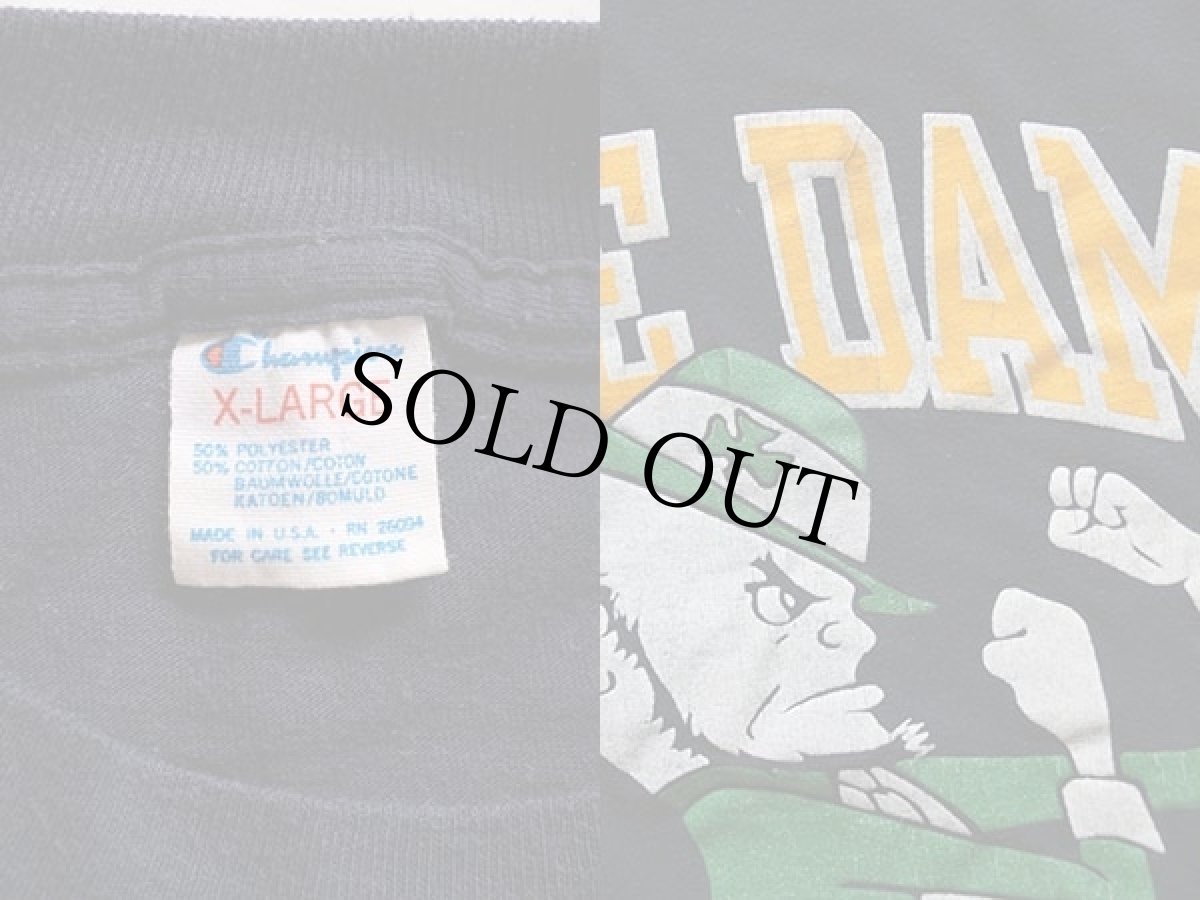 Champion
X-LARGE
50% POLYESTER
50% COTTON/COTON
BAUMWOLLE/COTONE
KATOEN/BOMULD
MADE IN U.S.A. · RN 26094
FOR CARE SEE REVERSE
E DAM
SOLD OUT